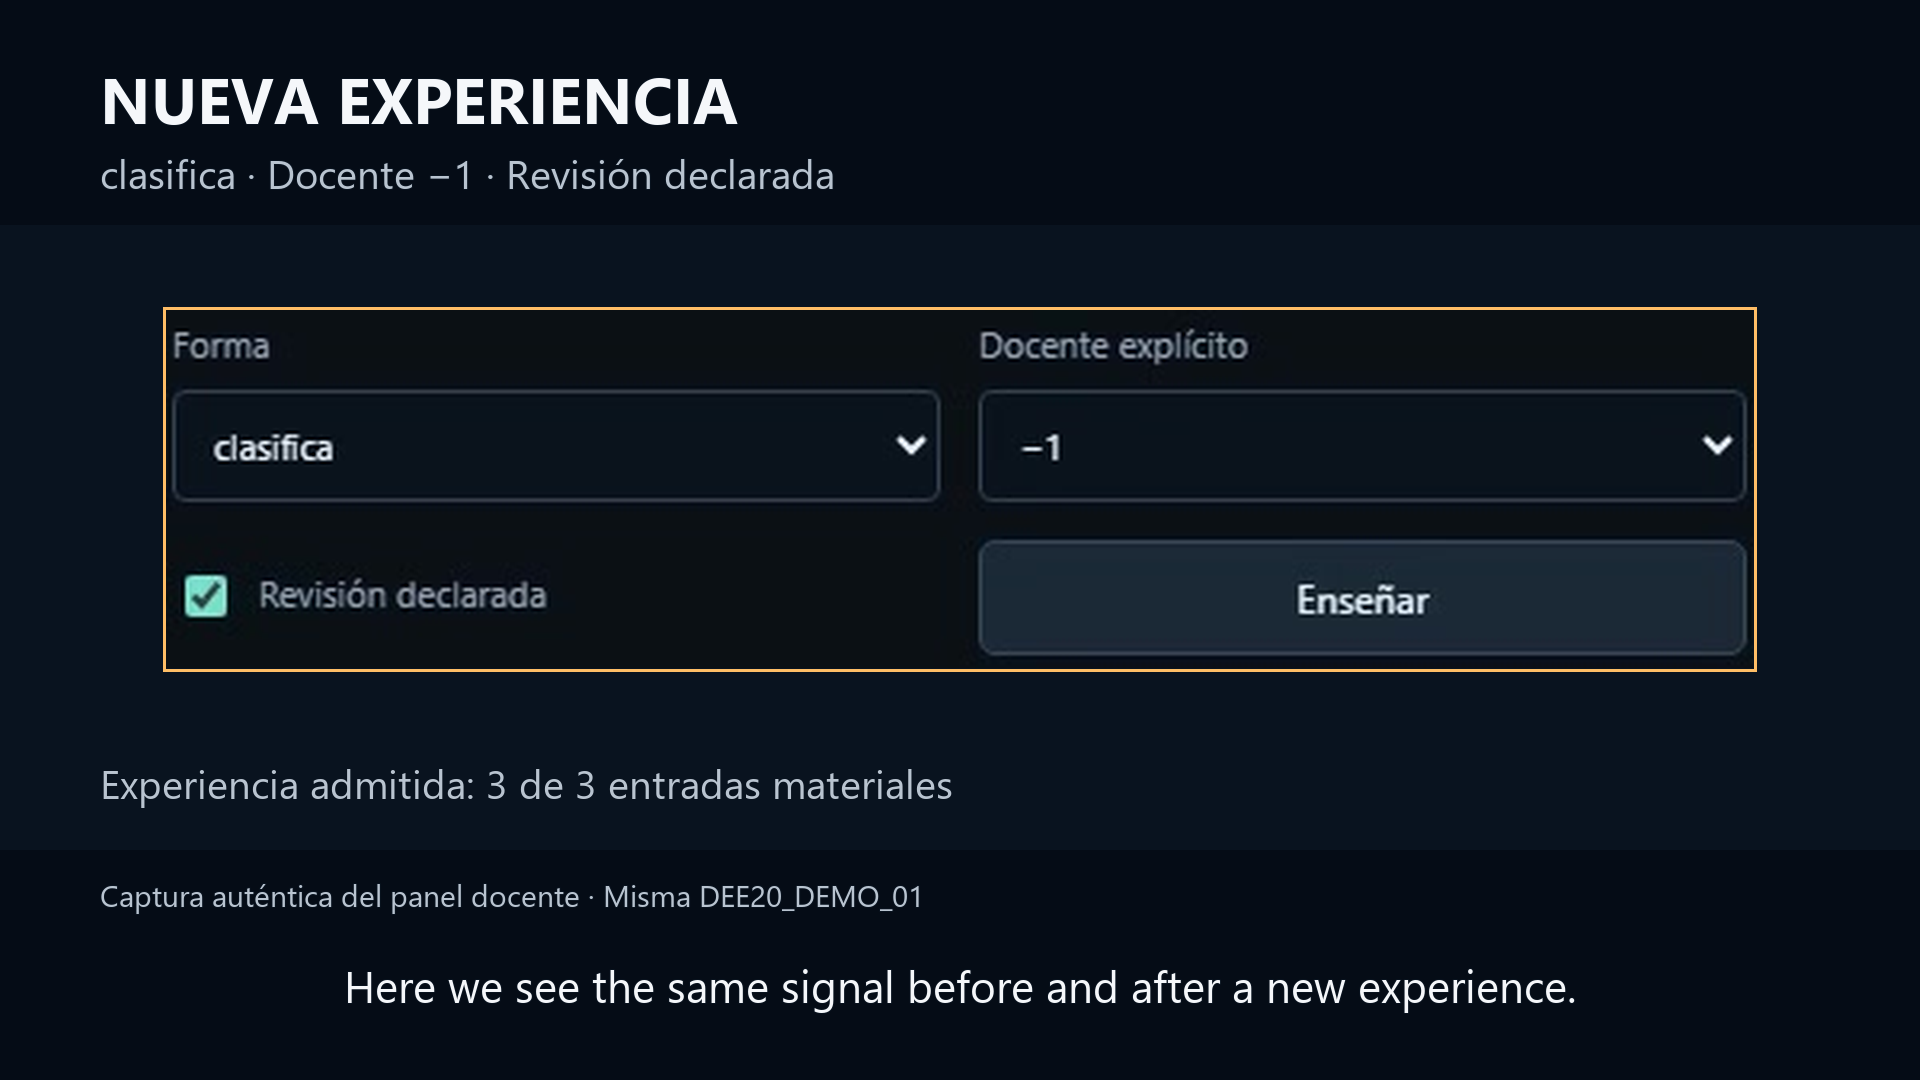 NUEVA EXPERIENCIA
clasifica · Docente −1 · Revisión declarada
Forma
Docente explícito
clasifica
−1
Revisión declarada
Enseñar
Experiencia admitida: 3 de 3 entradas materiales
Captura auténtica del panel docente · Misma DEE20_DEMO_01
Here we see the same signal before and after a new experience.